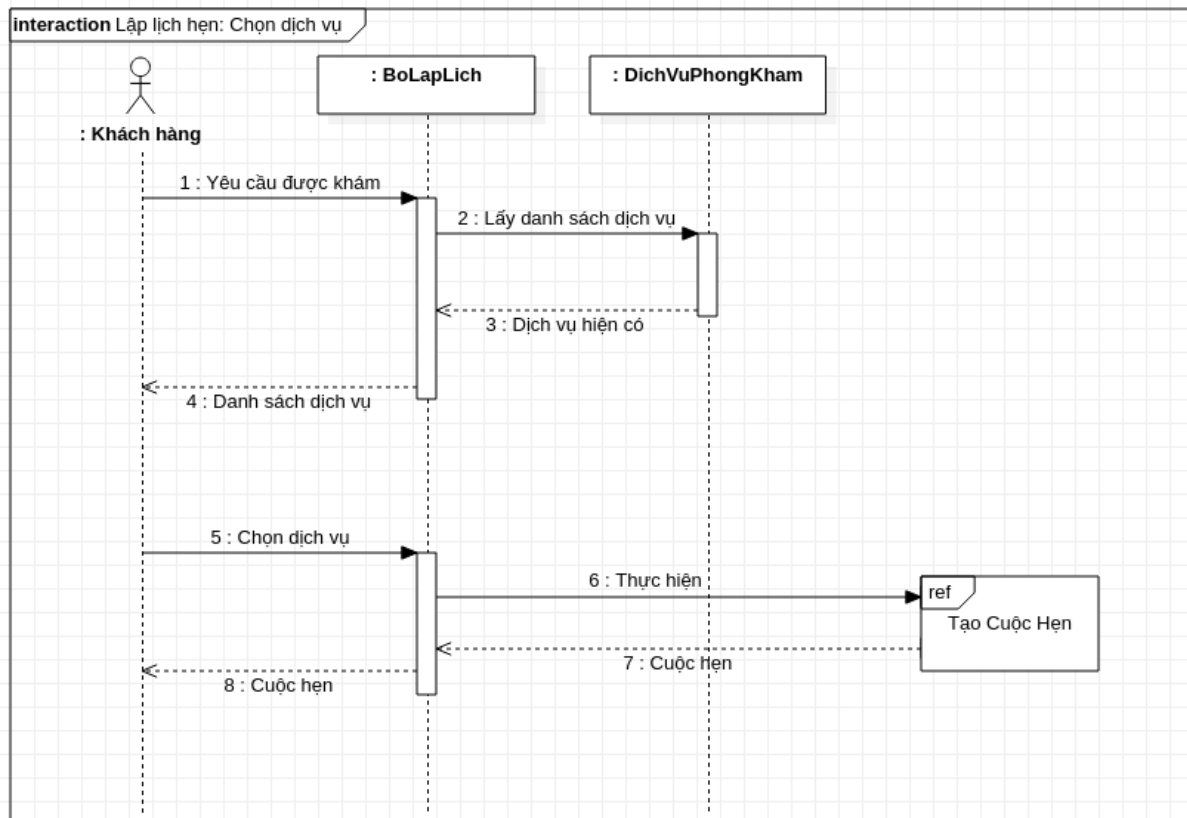 interaction Lập lịch hẹn: Chọn dịch vụ
: BoLapLich
: DichVuPhongKham
: Khách hàng
1 : Yêu cầu được khám
2 : Lấy danh sách dịch vụ
3 : Dịch vụ hiện có
4 : Danh sách dịch vụ
5 : Chọn dịch vụ
6 : Thực hiện
ref
Tạo Cuộc Hẹn
7 : Cuộc hẹn
8 : Cuộc hẹn